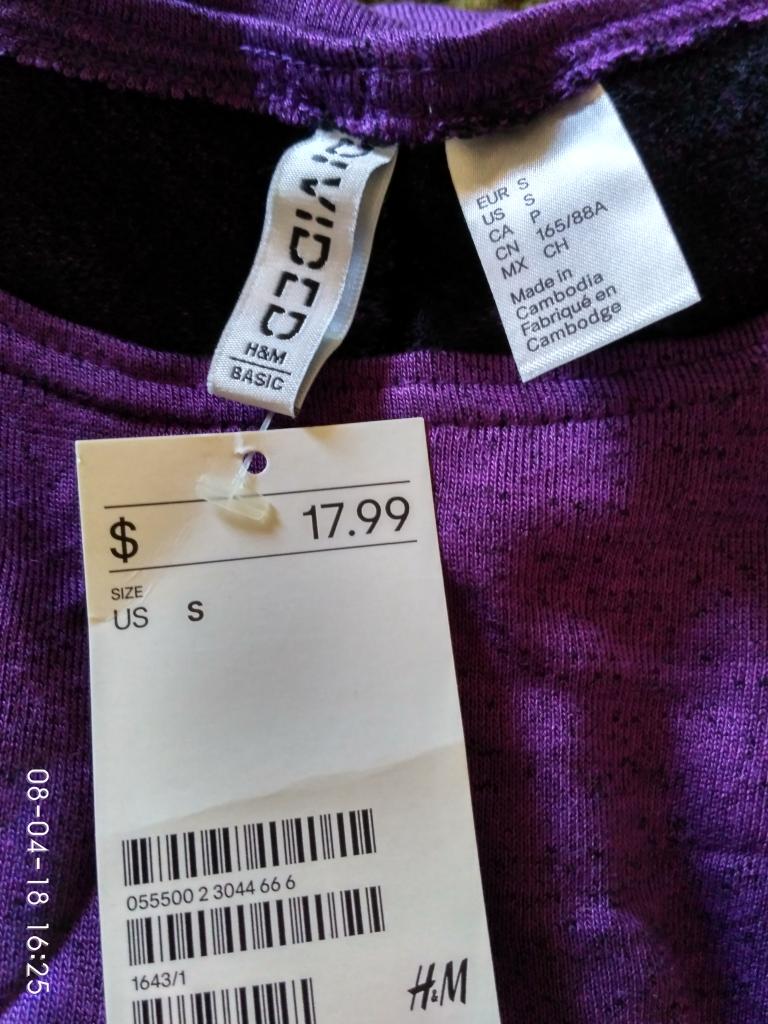 DIVIDED
H&M
BASIC
EUR S
US S
CA P
CN 165/88A
MX CH
Made in
Cambodia
Fabriqué en
Cambodge
$ 17.99
SIZE
US S
055500 2 3044 66 6
1643/1
H&M
08-04-18 16:25